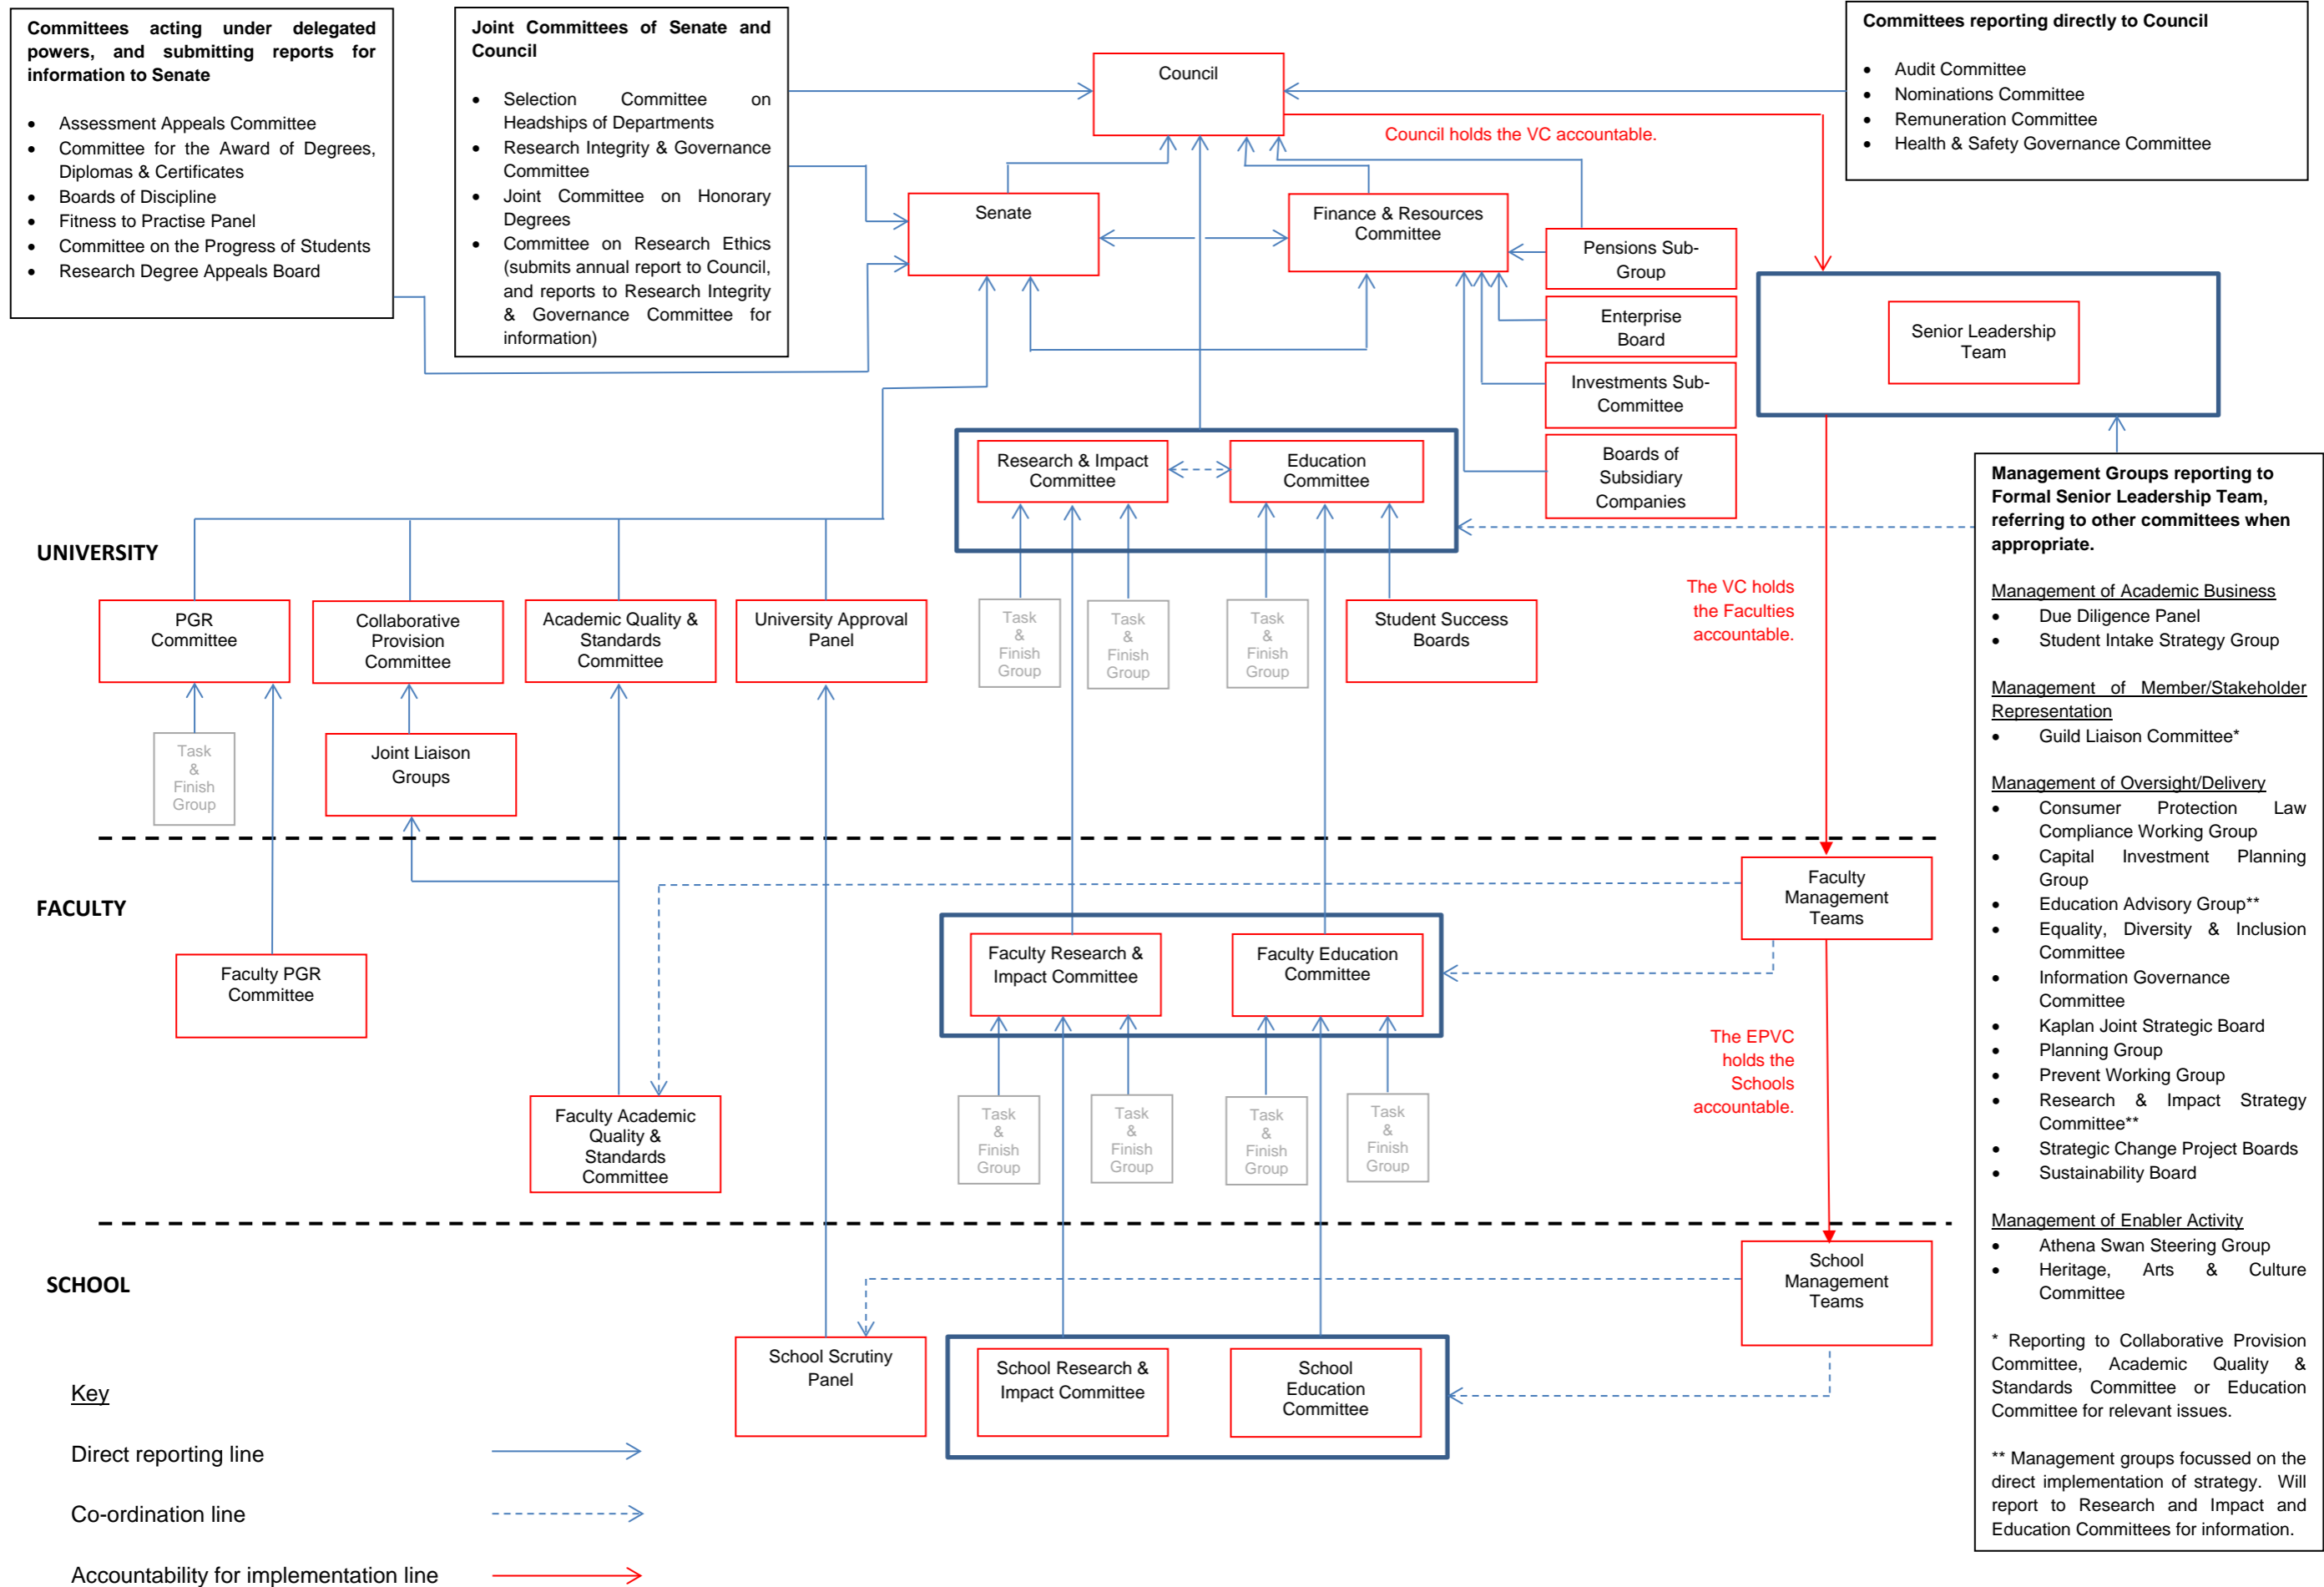 Committees acting under delegated
powers, and submitting reports for
information to Senate
• Assessment Appeals Committee
• Committee for the Award of Degrees,
Diplomas & Certificates
• Boards of Discipline
• Fitness to Practise Panel
• Committee on the Progress of Students
• Research Degree Appeals Board
Joint Committees of Senate and
Council
• Selection Committee on
Headships of Departments
• Research Integrity & Governance
Committee
• Joint Committee on Honorary
Degrees
• Committee on Research Ethics
(submits annual report to Council,
and reports to Research Integrity
& Governance Committee for
information)
Council
Committees reporting directly to Council
• Audit Committee
• Nominations Committee
• Remuneration Committee
• Health & Safety Governance Committee
Council holds the VC accountable.
Senate
Finance & Resources
Committee
Pensions Sub-
Group
Enterprise
Board
Investments Sub-
Committee
Boards of
Subsidiary
Companies
Senior Leadership
Team
Research & Impact
Committee
Education
Committee
Management Groups reporting to
Formal Senior Leadership Team,
referring to other committees when
appropriate.
Management of Academic Business
• Due Diligence Panel
• Student Intake Strategy Group
Management of Member/Stakeholder
Representation
• Guild Liaison Committee*
Management of Oversight/Delivery
• Consumer Protection Law
Compliance Working Group
• Capital Investment Planning
Group
• Education Advisory Group**
• Equality, Diversity & Inclusion
Committee
• Information Governance
Committee
• Kaplan Joint Strategic Board
• Planning Group
• Prevent Working Group
• Research & Impact Strategy
Committee**
• Strategic Change Project Boards
• Sustainability Board
Management of Enabler Activity
• Athena Swan Steering Group
• Heritage, Arts & Culture
Committee
* Reporting to Collaborative Provision
Committee, Academic Quality &
Standards Committee or Education
Committee for relevant issues.
** Management groups focussed on the
direct implementation of strategy. Will
report to Research and Impact and
Education Committees for information.
UNIVERSITY
PGR
Committee
Collaborative
Provision
Committee
Academic Quality &
Standards
Committee
University Approval
Panel
Task
&
Finish
Group
Task
&
Finish
Group
Task
&
Finish
Group
Student Success
Boards
The VC holds
the Faculties
accountable.
Task
&
Finish
Group
Joint Liaison
Groups
FACULTY
Faculty
Management
Teams
Faculty PGR
Committee
Faculty Research &
Impact Committee
Faculty Education
Committee
The EPVC
holds the
Schools
accountable.
Faculty Academic
Quality &
Standards
Committee
Task
&
Finish
Group
Task
&
Finish
Group
Task
&
Finish
Group
Task
&
Finish
Group
SCHOOL
School
Management
Teams
School Scrutiny
Panel
School Research &
Impact Committee
School
Education
Committee
Key
Direct reporting line
Co-ordination line
Accountability for implementation line